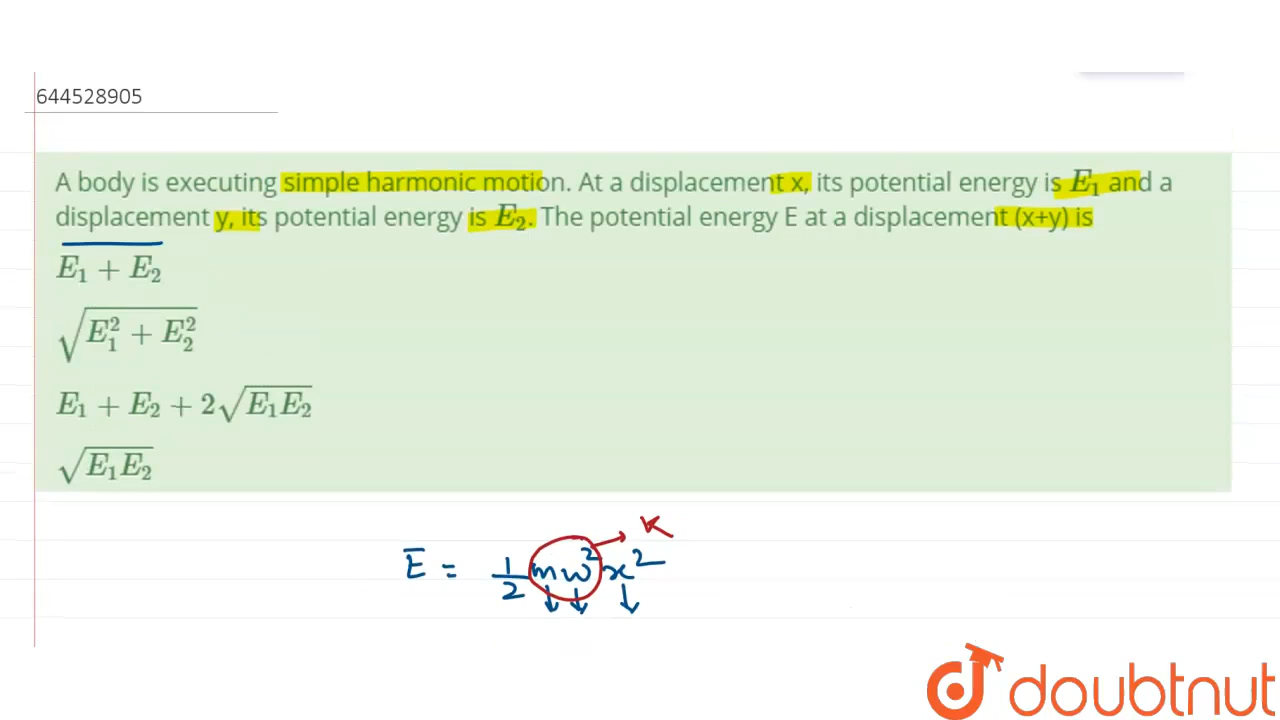 644528905
A body is executing simple harmonic motion. At a displacement x, its potential energy is E₁ and a
displacement y, its potential energy is E₂. The potential energy E at a displacement (x+y) is
E₁ + E₂
√(E₁² + E₂²)
E₁ + E₂ + 2√(E₁E₂)
√(E₁E₂)
K
E = 1/2 mω² x²
doubtnut